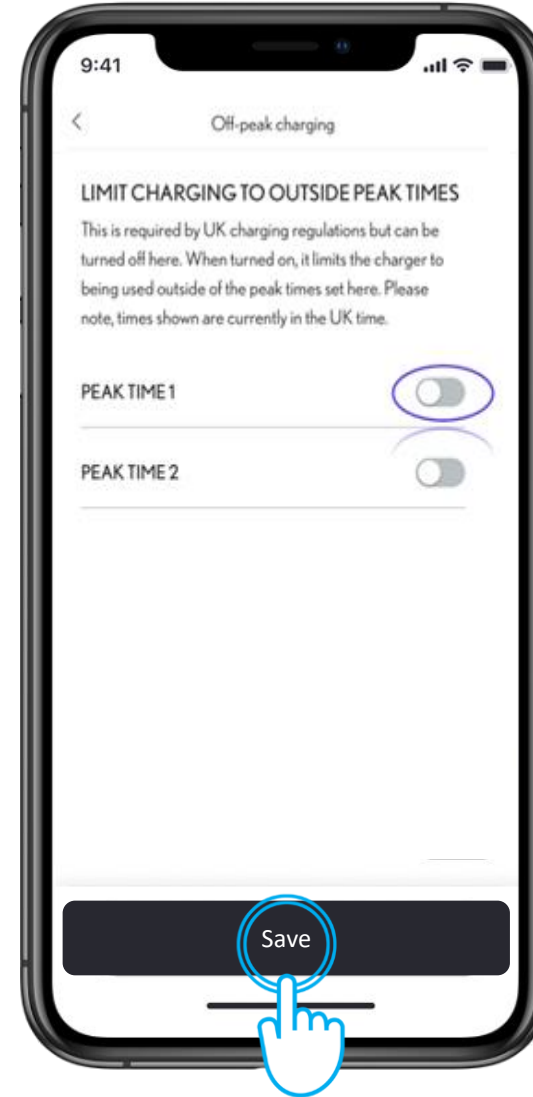 9:41
Off-peak charging
LIMIT CHARGING TO OUTSIDE PEAK TIMES
This is required by UK charging regulations but can be
turned off here. When turned on, it limits the charger to
being used outside of the peak times set here. Please
note, times shown are currently in the UK time.
PEAK TIME 1
PEAK TIME 2
Save